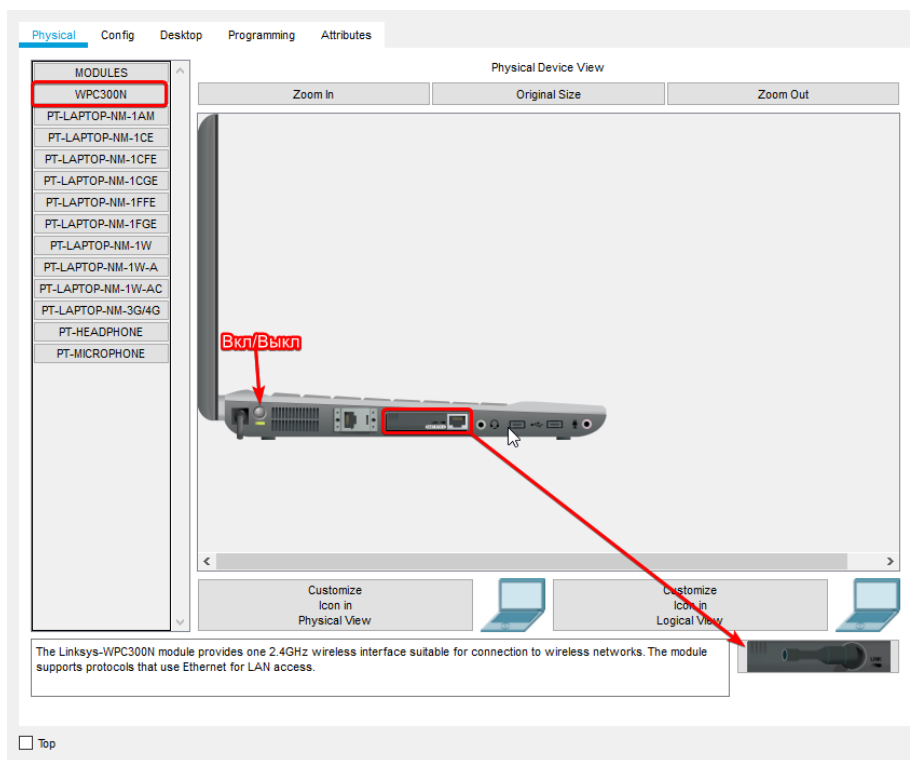 Physical Config Desktop Programming Attributes
MODULES
WPC300N
PT-LAPTOP-NM-1AM
PT-LAPTOP-NM-1CE
PT-LAPTOP-NM-1CFE
PT-LAPTOP-NM-1CGE
PT-LAPTOP-NM-1FFE
PT-LAPTOP-NM-1FGE
PT-LAPTOP-NM-1W
PT-LAPTOP-NM-1W-A
PT-LAPTOP-NM-1W-AC
PT-LAPTOP-NM-3G/4G
PT-HEADPHONE
PT-MICROPHONE
Physical Device View
Zoom In Original Size Zoom Out
Вкл/Выкл
Customize
Icon in
Physical View
Customize
Icon in
Logical View
The Linksys-WPC300N module provides one 2.4GHz wireless interface suitable for connection to wireless networks. The module
supports protocols that use Ethernet for LAN access.
LINK
Top